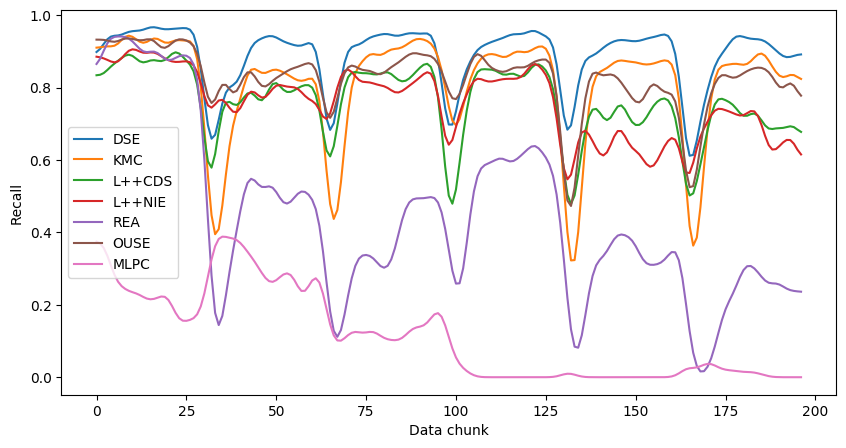 1.0
0.8
0.6
0.4
0.2
0.0
Recall
DSE
KMC
L++CDS
L++NIE
REA
OUSE
MLPC
0 25 50 75 100 125 150 175 200
Data chunk